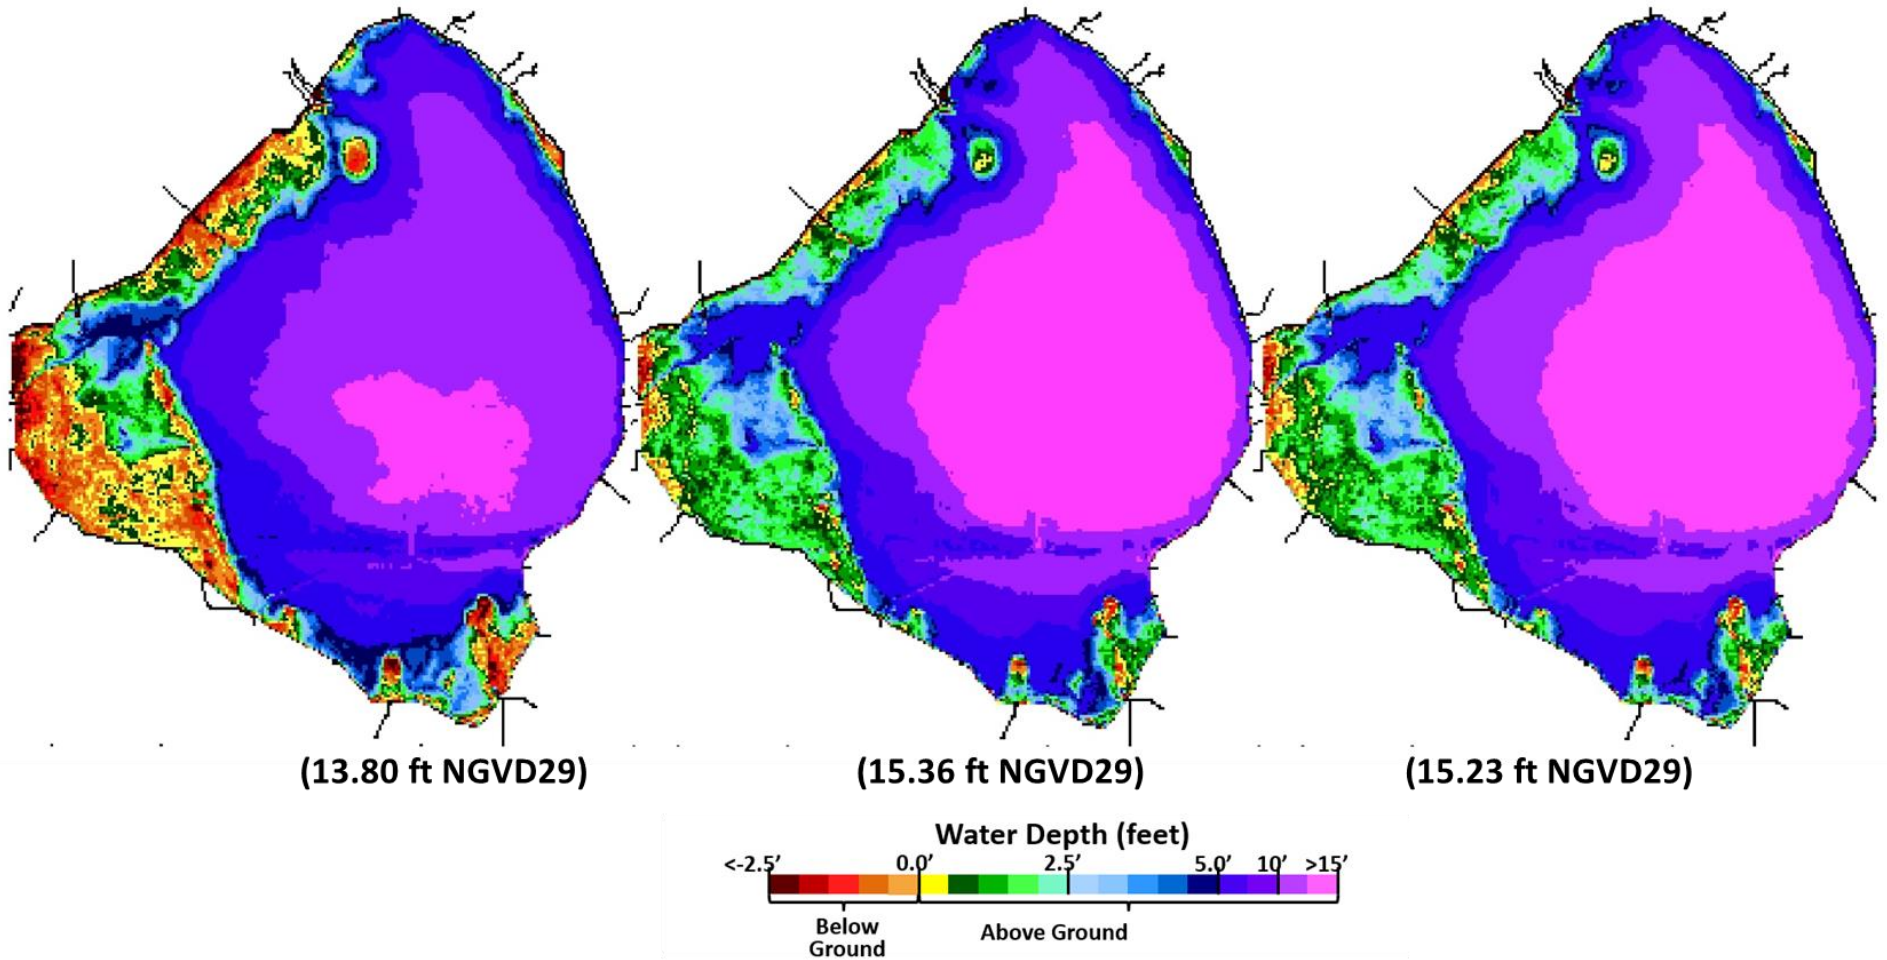 (13.80 ft NGVD29)
(15.36 ft NGVD29)
(15.23 ft NGVD29)
Water Depth (feet)
<-2.5’ 0.0’ 2.5’ 5.0’ 10’ >15’
Below
Ground
Above Ground